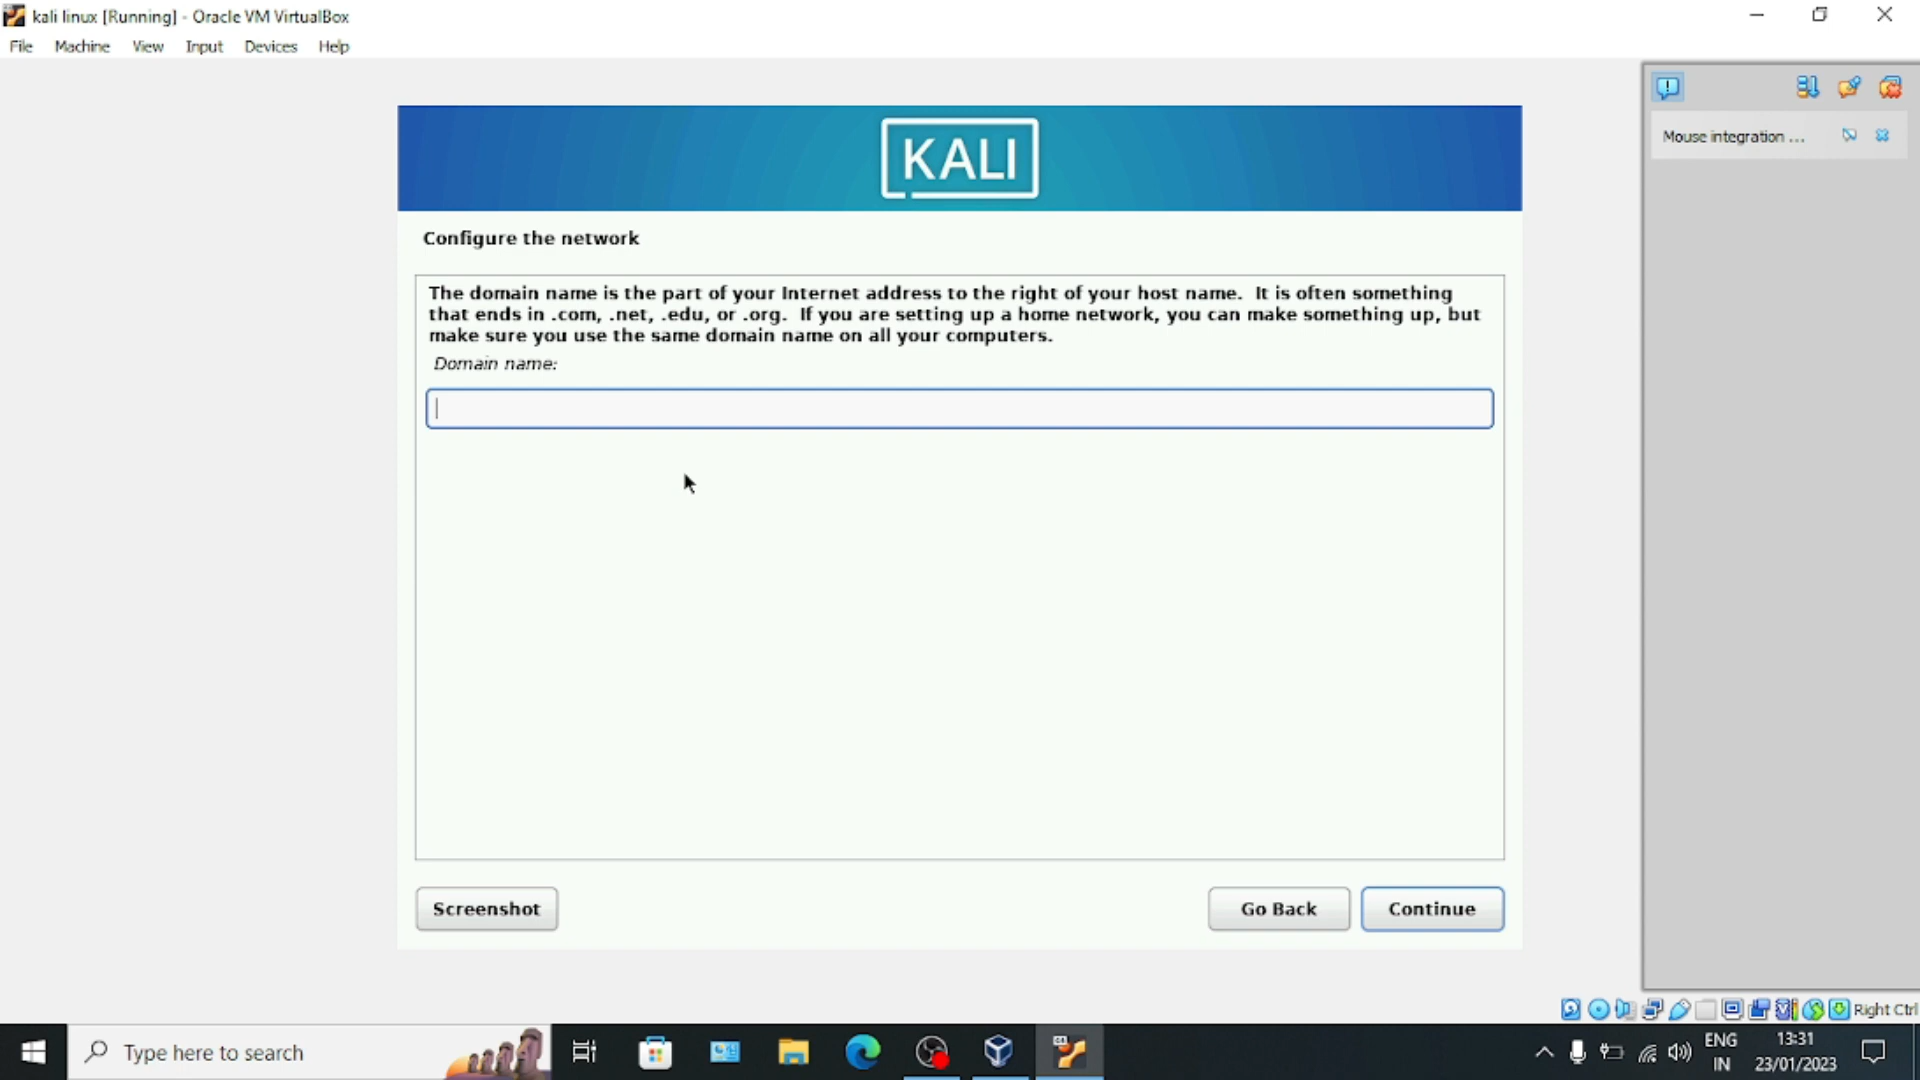 kali linux [Running] - Oracle VM VirtualBox
File Machine View Input Devices Help
Mouse integration ...
KALI
Configure the network
The domain name is the part of your Internet address to the right of your host name.  It is often something
that ends in .com, .net, .edu, or .org.  If you are setting up a home network, you can make something up, but
make sure you use the same domain name on all your computers.
Domain name:
Screenshot
Go Back
Continue
Right Ctrl
Type here to search
ENG
IN
13:31
23/01/2023